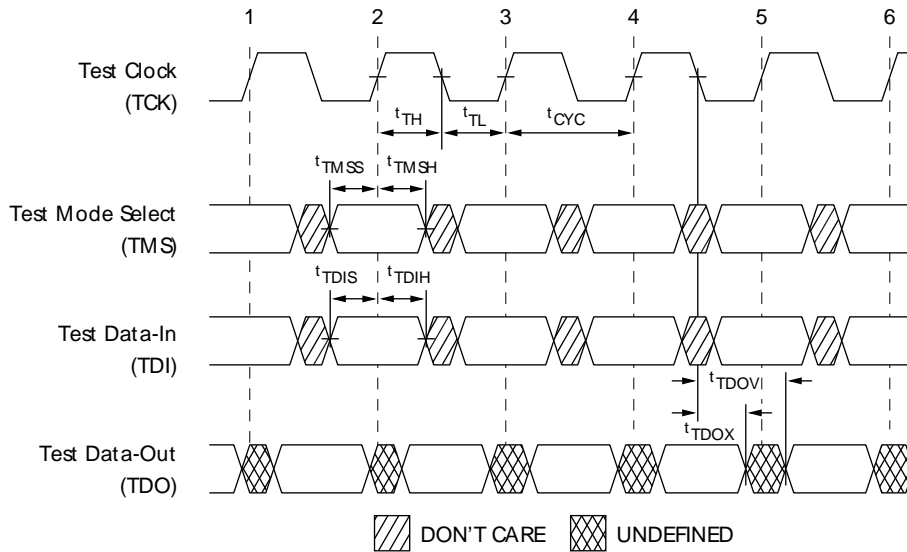 1 2 3 4 5 6
Test Clock
(TCK)
tTH tTL tCYC
tTMSS tTMSH
Test Mode Select
(TMS)
tTDIS tTDIH
Test Data-In
(TDI)
tTDOV
tTDOX
Test Data-Out
(TDO)
DON'T CARE UNDEFINED